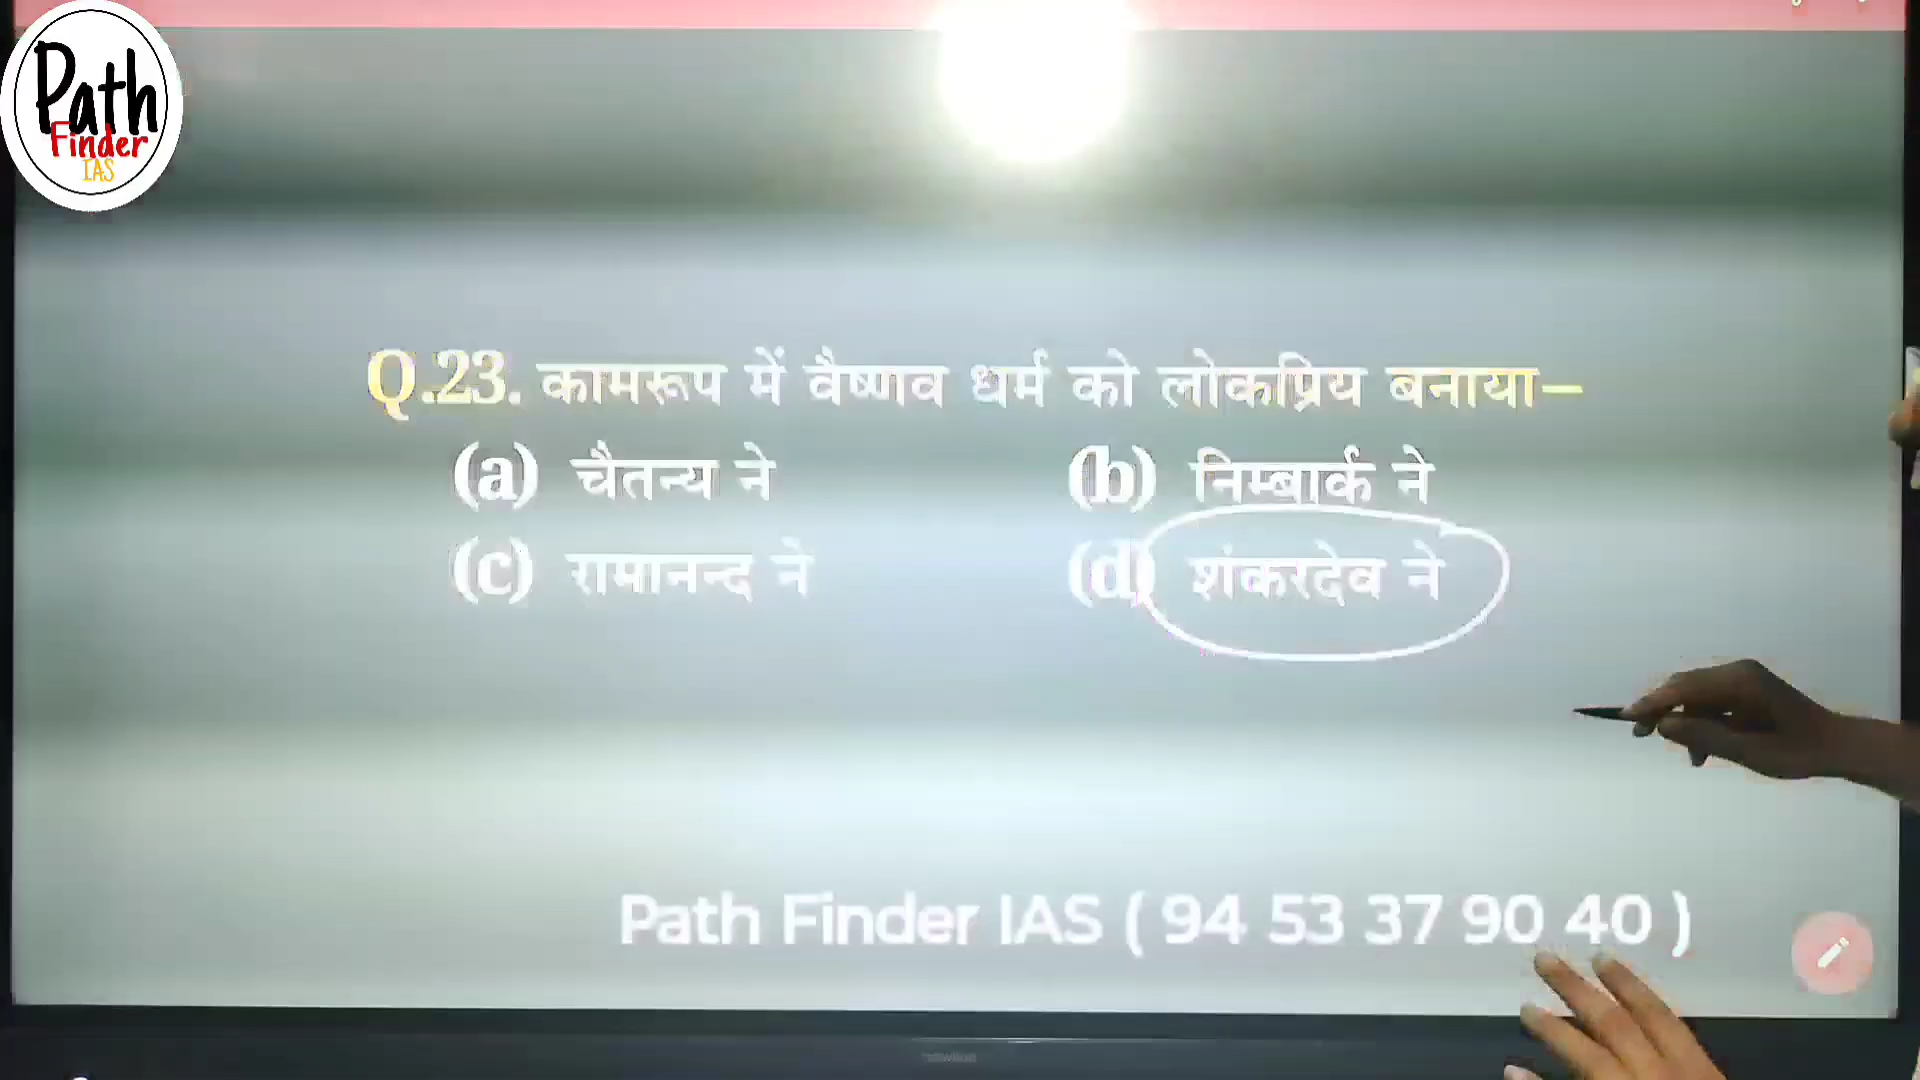 Path
Finder
IAS
Q.23. कामरूप में वैष्णव धर्म को लोकप्रिय बनाया—
(a) चैतन्य ने (b) निम्बार्क ने
(c) रामानन्द ने (d) शंकरदेव ने
Path Finder IAS ( 94 53 37 90 40 )